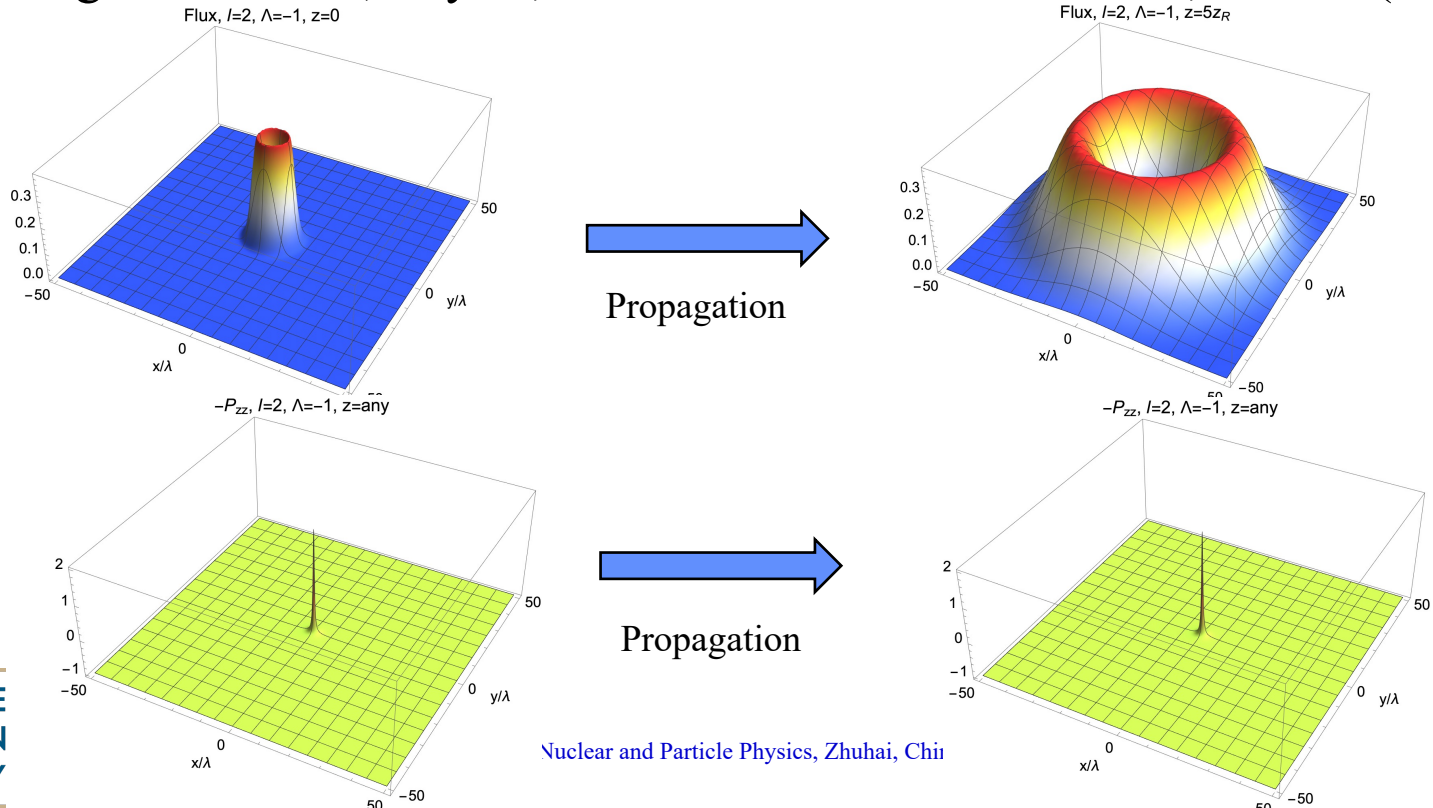 Flux, l=2, Λ=−1, z=0
0.3
0.2
0.1
0.0
−50
0
x/λ
50
0
y/λ
Propagation
Flux, l=2, Λ=−1, z=5z_R
0.3
0.2
0.1
0.0
−50
0
x/λ
50
0
y/λ
−50
−P_zz, l=2, Λ=−1, z=any
2
1
0
−1
−50
0
x/λ
50
0
y/λ
−50
50
Propagation
−P_zz, l=2, Λ=−1, z=any
2
1
0
−1
−50
0
x/λ
50
0
y/λ
−50
50
Nuclear and Particle Physics, Zhuhai,